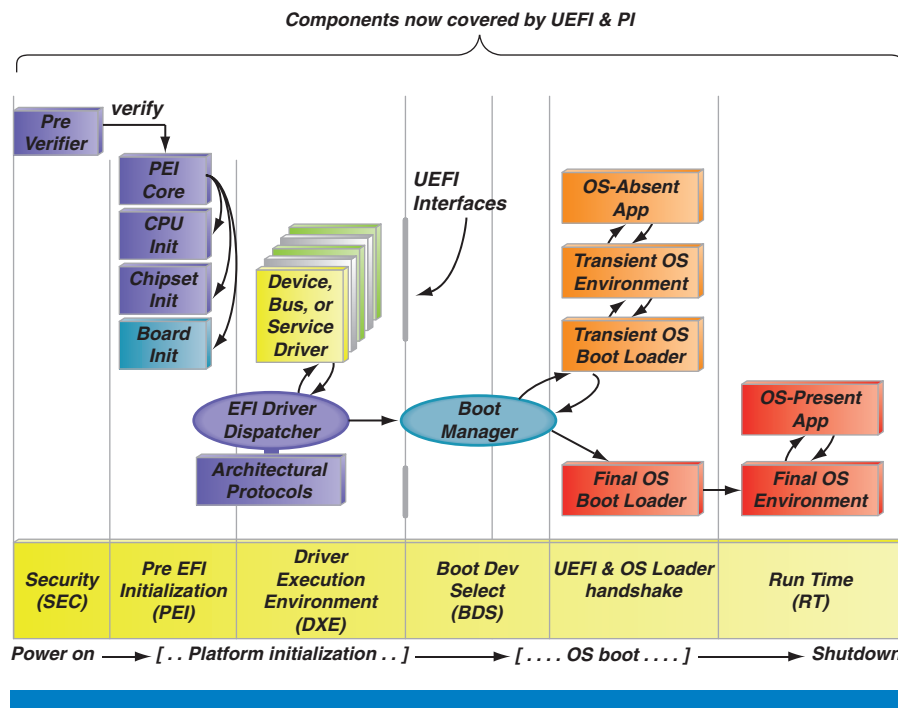 Components now covered by UEFI & PI
Pre
Verifier
verify
PEI
Core
CPU
Init
Chipset
Init
Board
Init
Device,
Bus, or
Service
Driver
EFI Driver
Dispatcher
Architectural
Protocols
UEFI
Interfaces
Boot
Manager
OS-Absent
App
Transient OS
Environment
Transient OS
Boot Loader
Final OS
Boot Loader
OS-Present
App
Final OS
Environment
Security
(SEC)
Pre EFI
Initialization
(PEI)
Driver
Execution
Environment
(DXE)
Boot Dev
Select
(BDS)
UEFI & OS Loader
handshake
Run Time
(RT)
Power on [ . . Platform initialization . . ] [ . . . . OS boot . . . . ] Shutdown